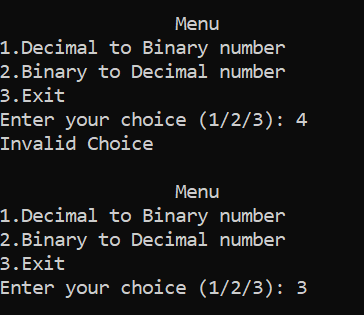 Menu
1.Decimal to Binary number
2.Binary to Decimal number
3.Exit
Enter your choice (1/2/3): 4
Invalid Choice
Menu
1.Decimal to Binary number
2.Binary to Decimal number
3.Exit
Enter your choice (1/2/3): 3